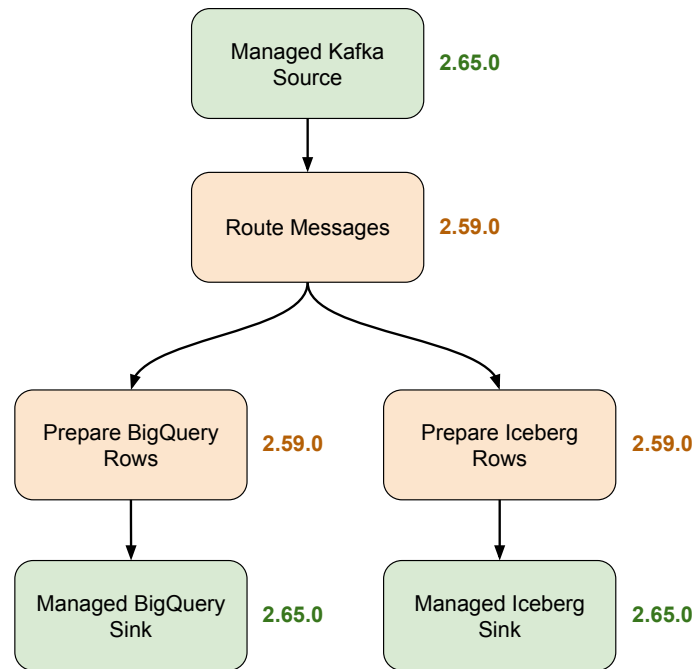 Managed Kafka
Source
2.65.0
Route Messages
2.59.0
Prepare BigQuery
Rows
2.59.0
Prepare Iceberg
Rows
2.59.0
Managed BigQuery
Sink
2.65.0
Managed Iceberg
Sink
2.65.0